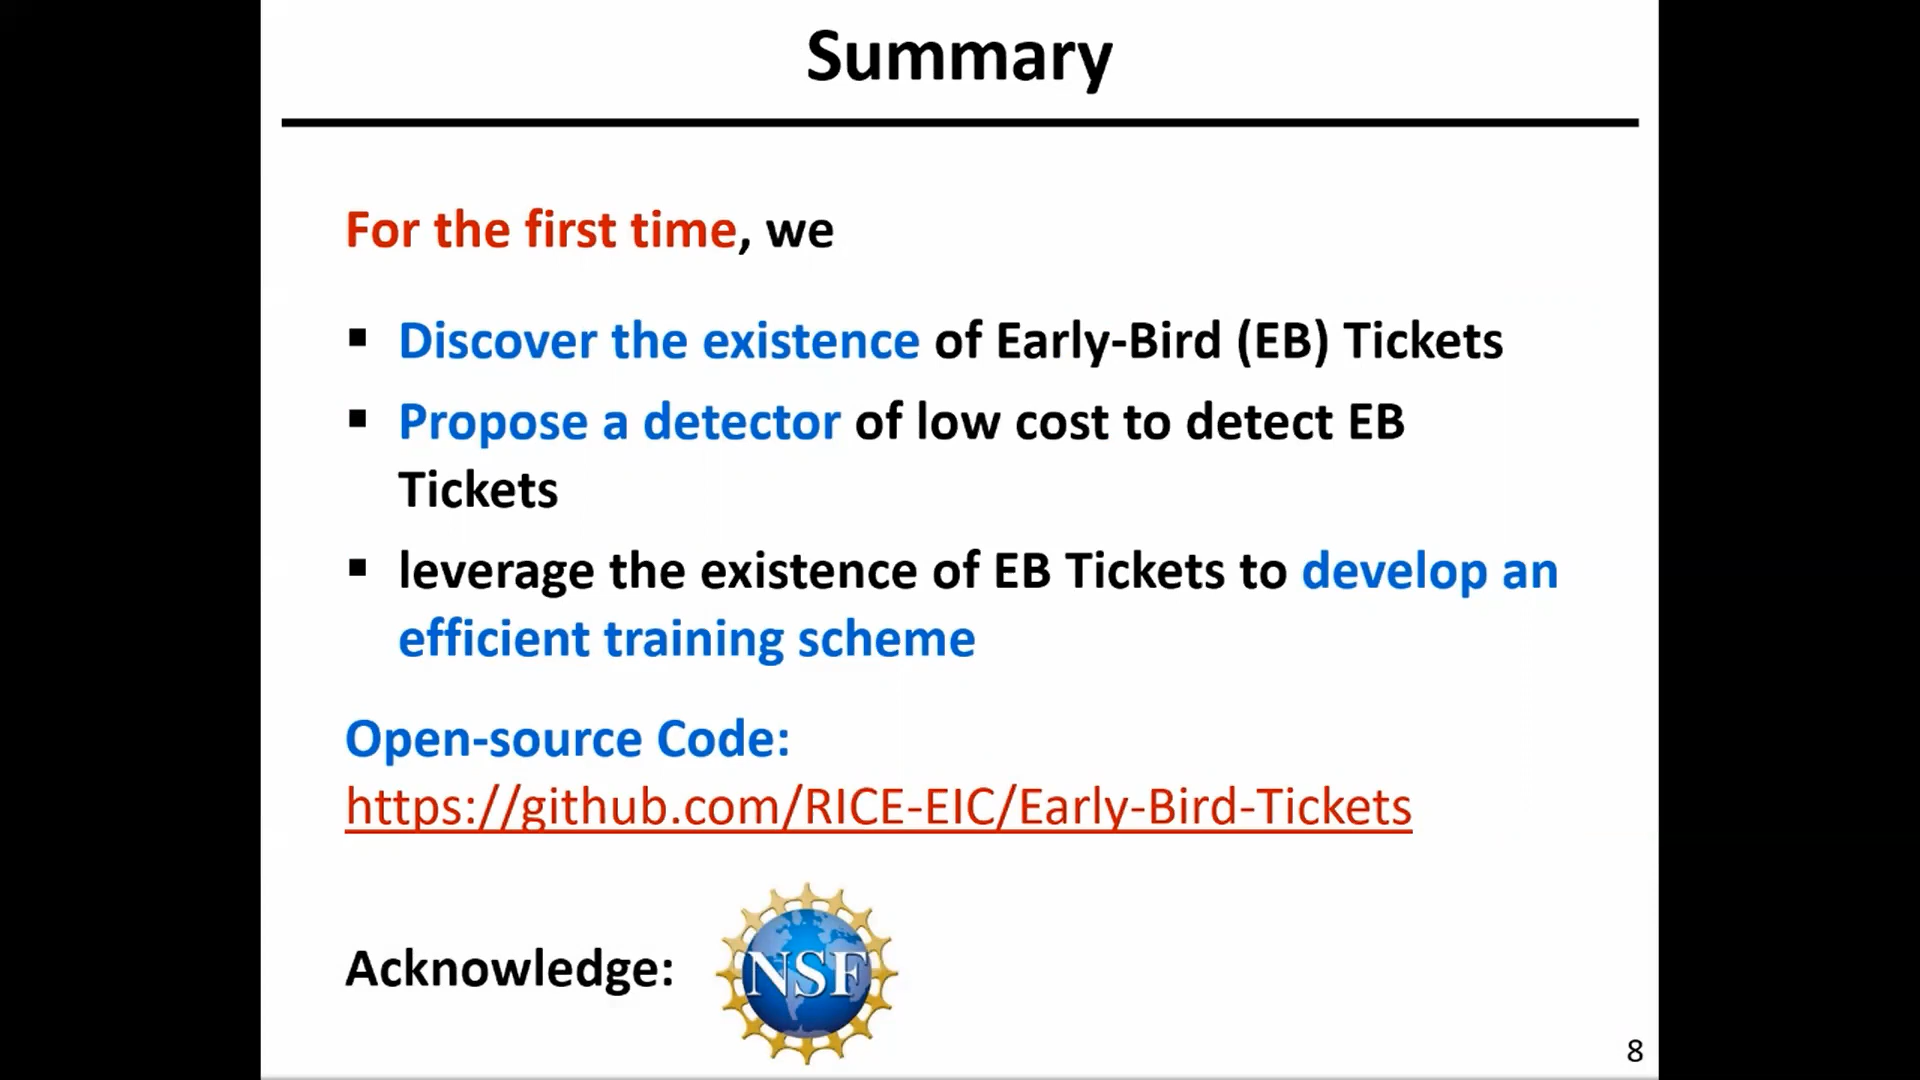 Summary
For the first time, we
▪ Discover the existence of Early-Bird (EB) Tickets
▪ Propose a detector of low cost to detect EB
Tickets
▪ leverage the existence of EB Tickets to develop an
efficient training scheme
Open-source Code:
https://github.com/RICE-EIC/Early-Bird-Tickets
Acknowledge:
NSF
8